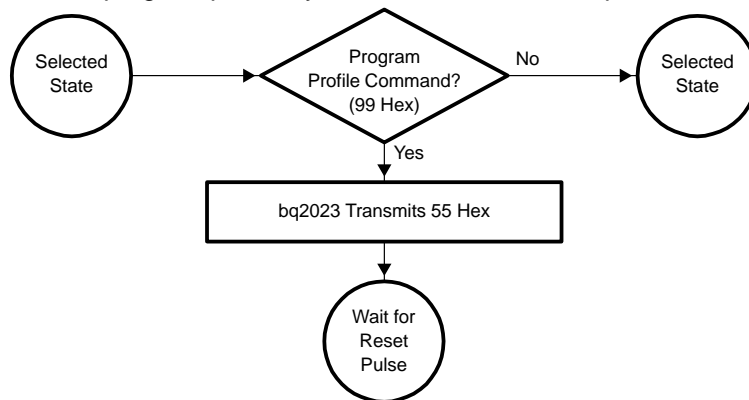 Selected
State
Program
Profile Command?
(99 Hex)
No
Selected
State
Yes
bq2023 Transmits 55 Hex
Wait for
Reset
Pulse